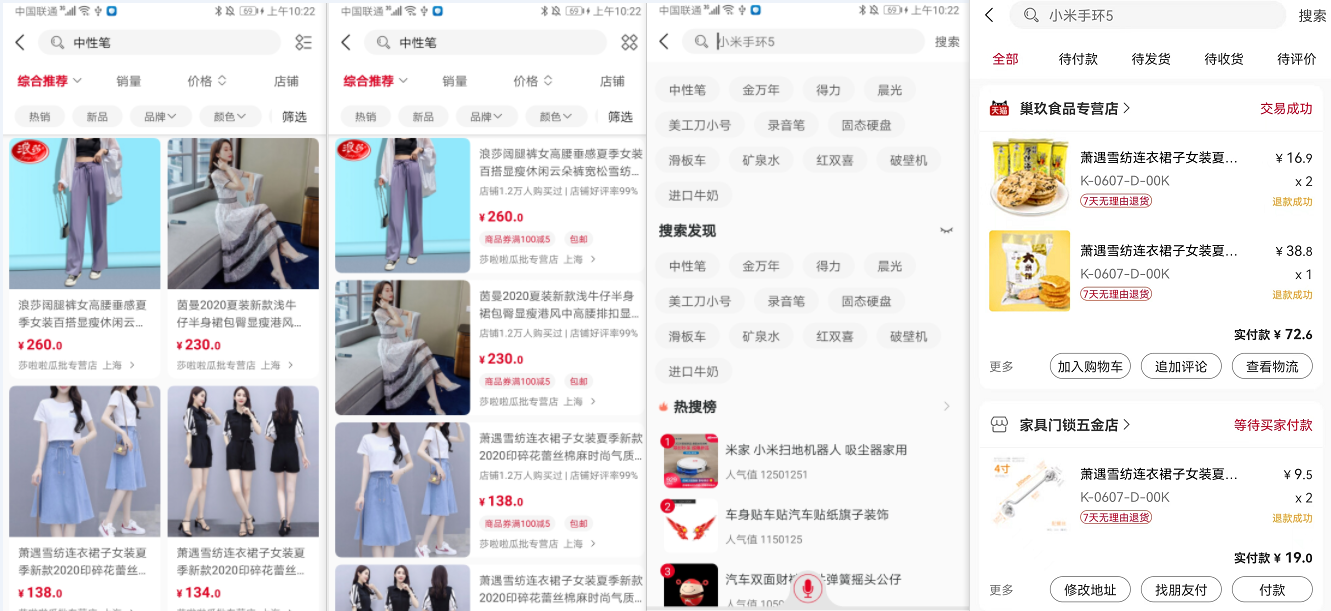 中国联通
69
上午10:22
中性笔
综合推荐
销量
价格
店铺
热销
新品
品牌
颜色
筛选
浪莎
浪莎阔腿裤女高腰垂感夏
季女装百搭显瘦休闲云...
¥260.0
莎啦啦瓜批专营店 上海
茵曼2020夏装新款浅牛
仔半身裙包臀显瘦港风...
¥230.0
莎啦啦瓜批专营店 上海
萧遇雪纺连衣裙子女装夏
季新款2020印碎花蕾丝...
¥138.0
萧遇雪纺连衣裙子女装夏
季新款2020印碎花蕾丝...
¥134.0
中国联通
69
上午10:22
中性笔
综合推荐
销量
价格
店铺
热销
新品
品牌
颜色
筛选
浪莎
浪莎阔腿裤女高腰垂感夏季女装
百搭显瘦休闲云朵裤宽松雪纺...
店铺1.2万人购买过 | 店铺好评率99%
¥260.0
商品券满100减5 包邮
莎啦啦瓜批专营店 上海
茵曼2020夏装新款浅牛仔半身
裙包臀显瘦港风中高腰排扣显...
店铺1.2万人购买过 | 店铺好评率99%
¥230.0
商品券满100减5 包邮
莎啦啦瓜批专营店 上海
萧遇雪纺连衣裙子女装夏季新款
2020印碎花蕾丝棉麻时尚气质...
店铺1.2万人购买过 | 店铺好评率99%
¥138.0
商品券满100减5 包邮
莎啦啦瓜批专营店 上海
萧遇雪纺连衣裙子女装夏季新款
2020印碎花蕾丝棉麻时尚气质...
中国联通
69
上午10:22
小米手环5
搜索
中性笔
金万年
得力
晨光
美工刀小号
录音笔
固态硬盘
滑板车
矿泉水
红双喜
破壁机
进口牛奶
搜索发现
中性笔
金万年
得力
晨光
美工刀小号
录音笔
固态硬盘
滑板车
矿泉水
红双喜
破壁机
进口牛奶
热搜榜
1
米家 小米扫地机器人 吸尘器家用
人气值 12501251
2
车身贴车贴汽车贴纸旗子装饰
人气值 1150125
3
汽车双面财
弹簧摇头公仔
人气值 105
小米手环5
搜索
全部
待付款
待发货
待收货
待评价
天猫
巢玖食品专营店
交易成功
萧遇雪纺连衣裙子女装夏...
¥16.9
K-0607-D-00K
x 2
7天无理由退货
退款成功
萧遇雪纺连衣裙子女装夏...
¥38.8
K-0607-D-00K
x 1
7天无理由退货
退款成功
实付款 ¥72.6
更多
加入购物车
追加评论
查看物流
家具门锁五金店
等待买家付款
4寸
萧遇雪纺连衣裙子女装夏...
¥9.5
K-0607-D-00K
x 2
7天无理由退货
退款成功
实付款 ¥19.0
更多
修改地址
找朋友付
付款